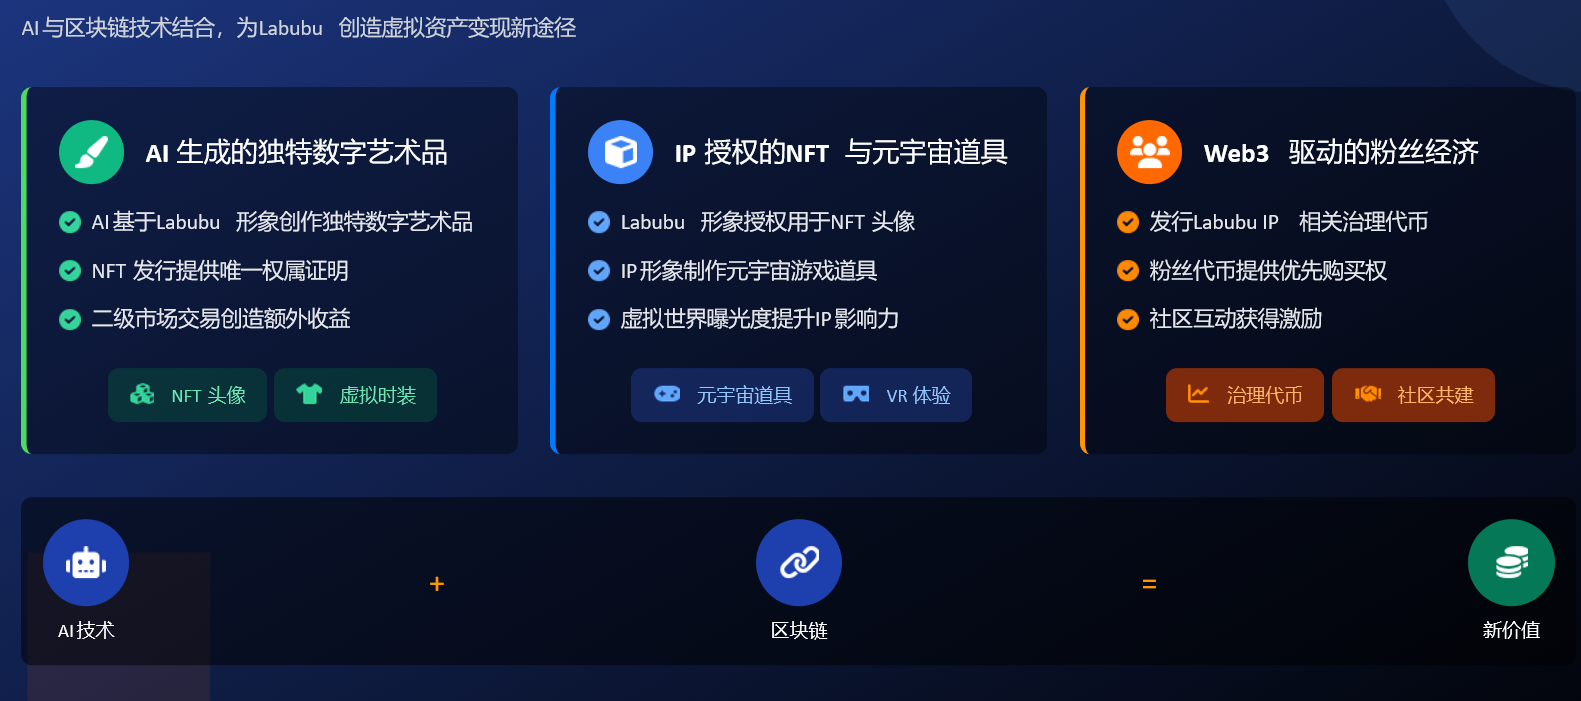 AI与区块链技术结合，为Labubu 创造虚拟资产变现新途径
AI 生成的独特数字艺术品
AI基于Labubu 形象创作独特数字艺术品
NFT 发行提供唯一权属证明
二级市场交易创造额外收益
NFT 头像
虚拟时装
IP 授权的NFT 与元宇宙道具
Labubu 形象授权用于NFT 头像
IP形象制作元宇宙游戏道具
虚拟世界曝光度提升IP影响力
元宇宙道具
VR 体验
Web3 驱动的粉丝经济
发行Labubu IP 相关治理代币
粉丝代币提供优先购买权
社区互动获得激励
治理代币
社区共建
AI技术
+
区块链
=
新价值